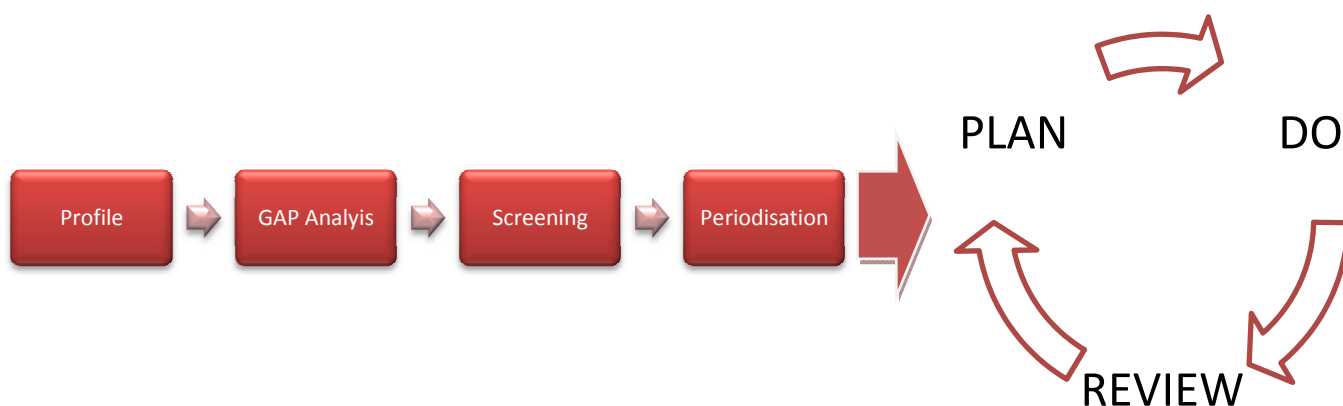 PLAN
DO
Profile
GAP Analyis
Screening
Periodisation
REVIEW